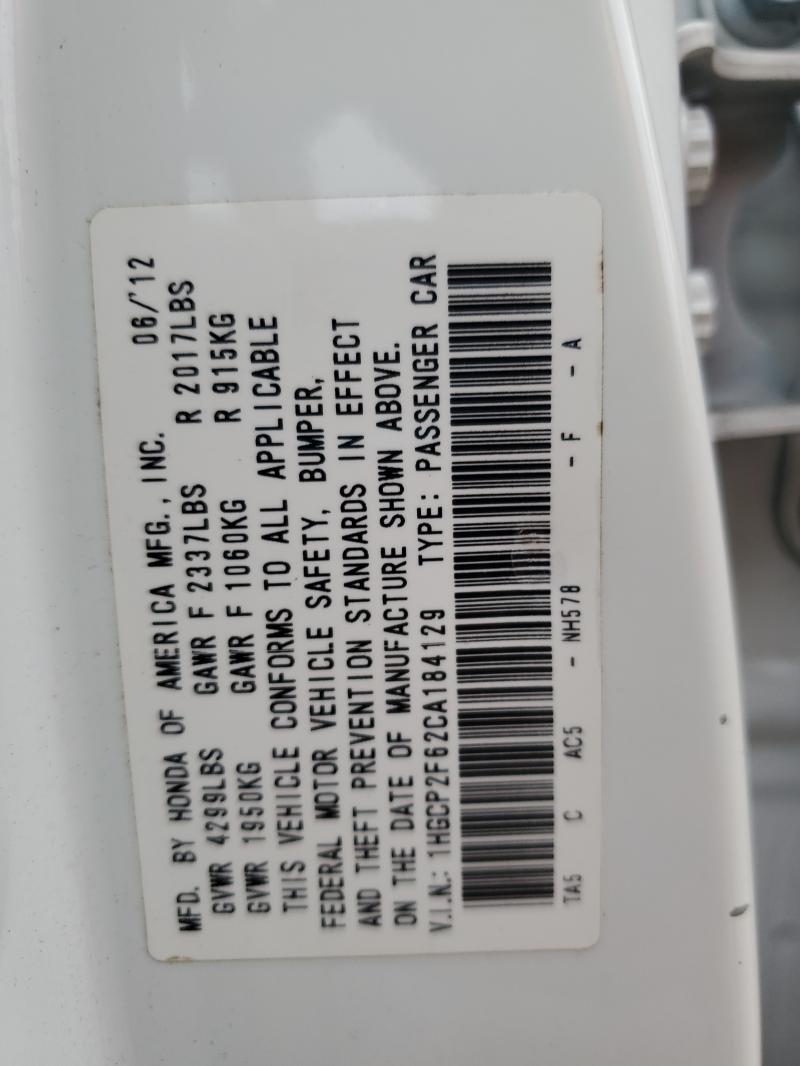 MFD. BY HONDA OF AMERICA MFG., INC. 06/'12
GVWR 4299LBS GAWR F 2337LBS R 2017LBS
GVWR 1950KG GAWR F 1060KG R 915KG
THIS VEHICLE CONFORMS TO ALL APPLICABLE
FEDERAL MOTOR VEHICLE SAFETY, BUMPER,
AND THEFT PREVENTION STANDARDS IN EFFECT
ON THE DATE OF MANUFACTURE SHOWN ABOVE.
V.I.N.: 1HGCP2F62CA184129 TYPE: PASSENGER CAR
TA5 C AC5 - NH578 - F - A